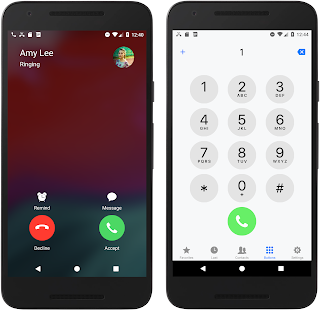 12:40
Amy Lee
Ringing
Remind
Message
Decline
Accept
12:44
+
1
1
2
ABC
3
DEF
4
GHI
5
JKL
6
MNO
7
PQRS
8
TUV
9
WXYZ
*
0
+
#
Favorites
Logs
Contacts
Keypad
Settings